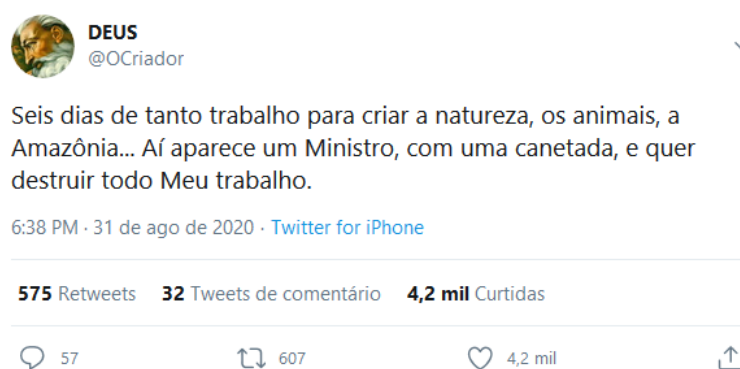 DEUS
@OCriador
Seis dias de tanto trabalho para criar a natureza, os animais, a
Amazônia... Aí aparece um Ministro, com uma canetada, e quer
destruir todo Meu trabalho.
6:38 PM · 31 de ago de 2020 · Twitter for iPhone
575 Retweets 32 Tweets de comentário 4,2 mil Curtidas
57 607 4,2 mil